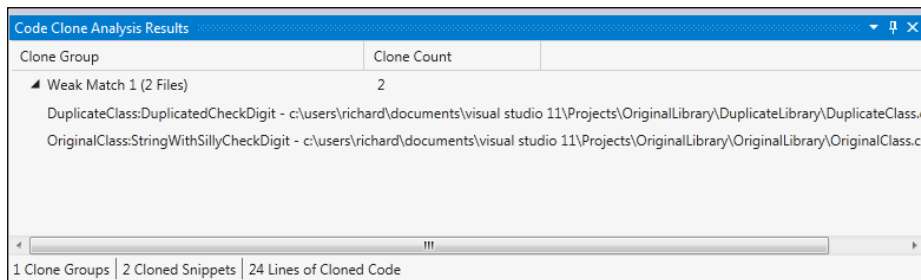 Code Clone Analysis Results
Clone Group Clone Count
Weak Match 1 (2 Files) 2
DuplicateClass:DuplicatedCheckDigit - c:\users\richard\documents\visual studio 11\Projects\OriginalLibrary\DuplicateLibrary\DuplicateClass.c
OriginalClass:StringWithSillyCheckDigit - c:\users\richard\documents\visual studio 11\Projects\OriginalLibrary\OriginalLibrary\OriginalClass.c
1 Clone Groups 2 Cloned Snippets 24 Lines of Cloned Code